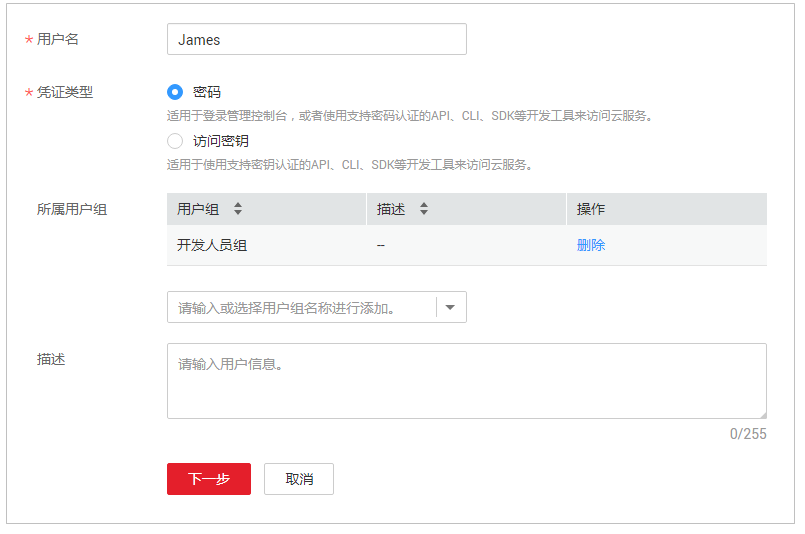 * 用户名 James
* 凭证类型 密码
适用于登录管理控制台，或者使用支持密码认证的API、CLI、SDK等开发工具来访问云服务。
访问密钥
适用于使用支持密钥认证的API、CLI、SDK等开发工具来访问云服务。
所属用户组 用户组 描述 操作
开发人员组 -- 删除
请输入或选择用户组名称进行添加。
描述 请输入用户信息。
0/255
下一步 取消